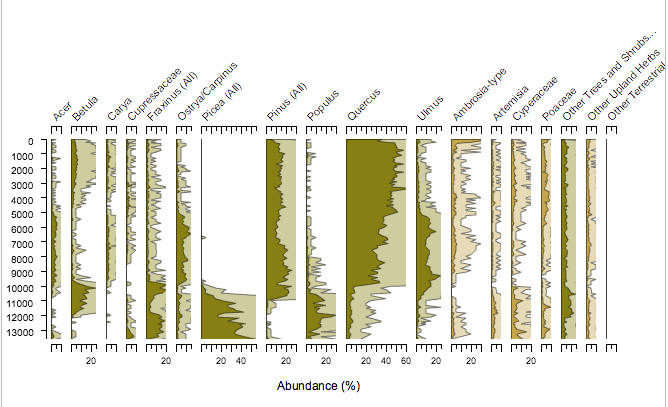 Acer
Betula
Carya
Cupressaceae
Fraxinus (All)
Ostrya/Carpinus
Picea (All)
Pinus (All)
Populus
Quercus
Ulmus
Ambrosia-type
Artemisia
Cyperaceae
Poaceae
Other Trees and Shrubs...
Other Upland Herbs
Other Terrestrial
0
1000
2000
3000
4000
5000
6000
7000
8000
9000
10000
11000
12000
13000
20 20 20 40 20 20 20 40 60 20 20 20
Abundance (%)